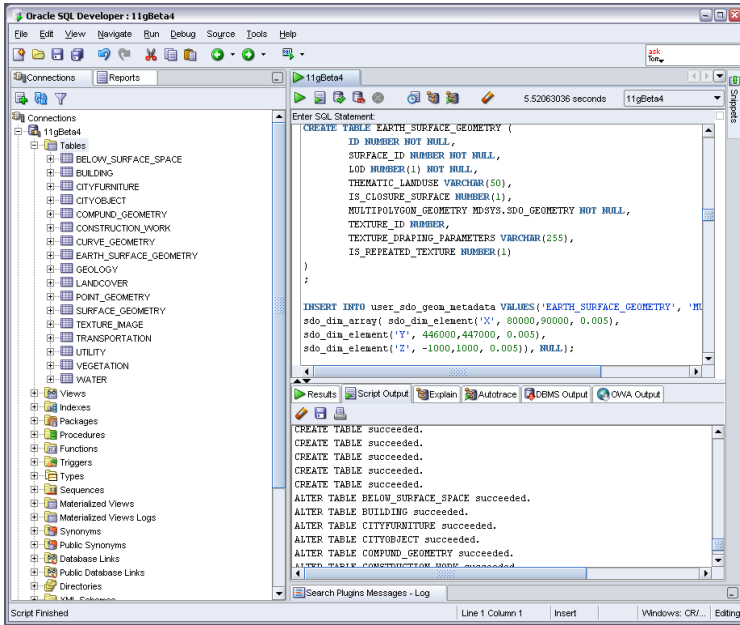 Oracle SQL Developer : 11gBeta4
File Edit View Navigate Run Debug Source Tools Help
ask
Tom
Connections
Reports
11gBeta4
5.52063036 seconds
11gBeta4
Snippets
Connections
11gBeta4
Tables
BELOW_SURFACE_SPACE
BUILDING
CITYFURNITURE
CITYOBJECT
COMPUND_GEOMETRY
CONSTRUCTION_WORK
CURVE_GEOMETRY
EARTH_SURFACE_GEOMETRY
GEOLOGY
LANDCOVER
POINT_GEOMETRY
SURFACE_GEOMETRY
TEXTURE_IMAGE
TRANSPORTATION
UTILITY
VEGETATION
WATER
Views
Indexes
Packages
Procedures
Functions
Triggers
Types
Sequences
Materialized Views
Materialized Views Logs
Synonyms
Public Synonyms
Database Links
Public Database Links
Directories
XML Schemas
Enter SQL Statement:
CREATE TABLE EARTH_SURFACE_GEOMETRY (
ID NUMBER NOT NULL,
SURFACE_ID NUMBER NOT NULL,
LOD NUMBER(1) NOT NULL,
THEMATIC_LANDUSE VARCHAR(50),
IS_CLOSURE_SURFACE NUMBER(1),
MULTIPOLYGON_GEOMETRY MDSYS.SDO_GEOMETRY NOT NULL,
TEXTURE_ID NUMBER,
TEXTURE_DRAPING_PARAMETERS VARCHAR(255),
IS_REPEATED_TEXTURE NUMBER(1)
)
;
INSERT INTO user_sdo_geom_metadata VALUES('EARTH_SURFACE_GEOMETRY', 'MU
sdo_dim_array( sdo_dim_element('X', 80000,90000, 0.005),
sdo_dim_element('Y', 446000,447000, 0.005),
sdo_dim_element('Z', -1000,1000, 0.005)), NULL);
Results Script Output Explain Autotrace DBMS Output OWA Output
CREATE TABLE succeeded.
CREATE TABLE succeeded.
CREATE TABLE succeeded.
CREATE TABLE succeeded.
CREATE TABLE succeeded.
ALTER TABLE BELOW_SURFACE_SPACE succeeded.
ALTER TABLE BUILDING succeeded.
ALTER TABLE CITYFURNITURE succeeded.
ALTER TABLE CITYOBJECT succeeded.
ALTER TABLE COMPUND_GEOMETRY succeeded.
ALTER TABLE CONSTRUCTION_WORK succeeded.
Search Plugins Messages - Log
Script Finished
Line 1 Column 1
Insert
Windows: CR/...
Editing